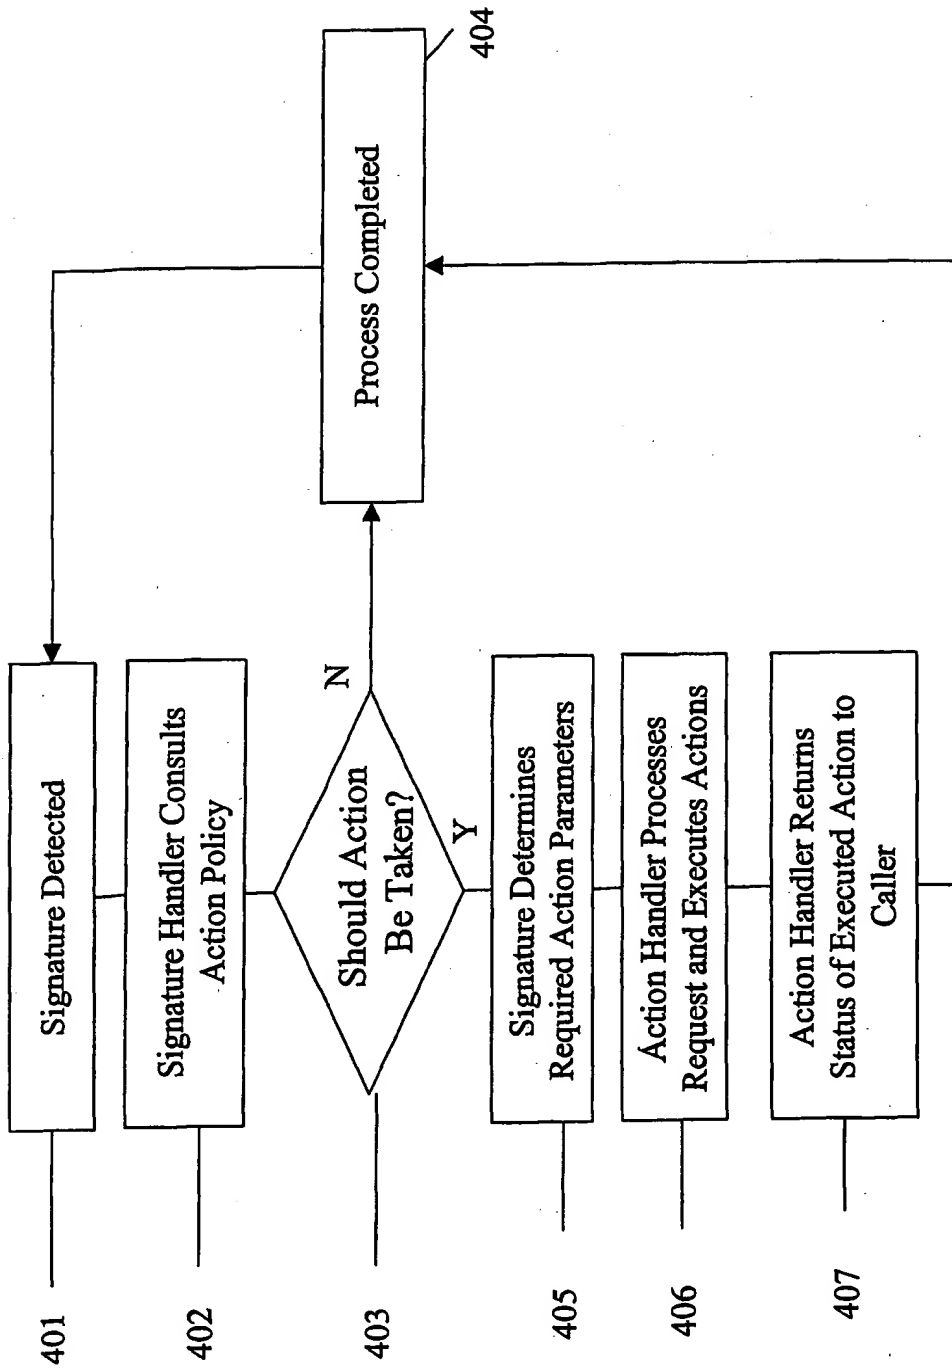 401
Signature Detected
402
Signature Handler Consults
Action Policy
403
Should Action
Be Taken?
N
Y
Process Completed
404
405
Signature Determines
Required Action Parameters
406
Action Handler Processes
Request and Executes Actions
407
Action Handler Returns
Status of Executed Action to
Caller